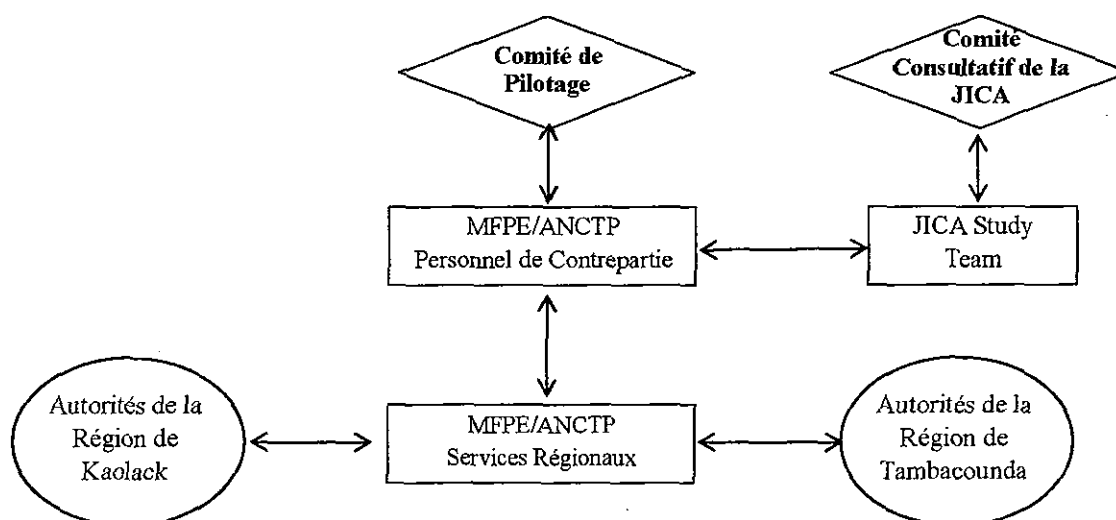 Comité de
Pilotage
Comité
Consultatif de la
JICA
MFPE/ANCTP
Personnel de Contrepartie
JICA Study
Team
Autorités de la
Région de
Kaolack
MFPE/ANCTP
Services Régionaux
Autorités de la
Région de
Tambacounda